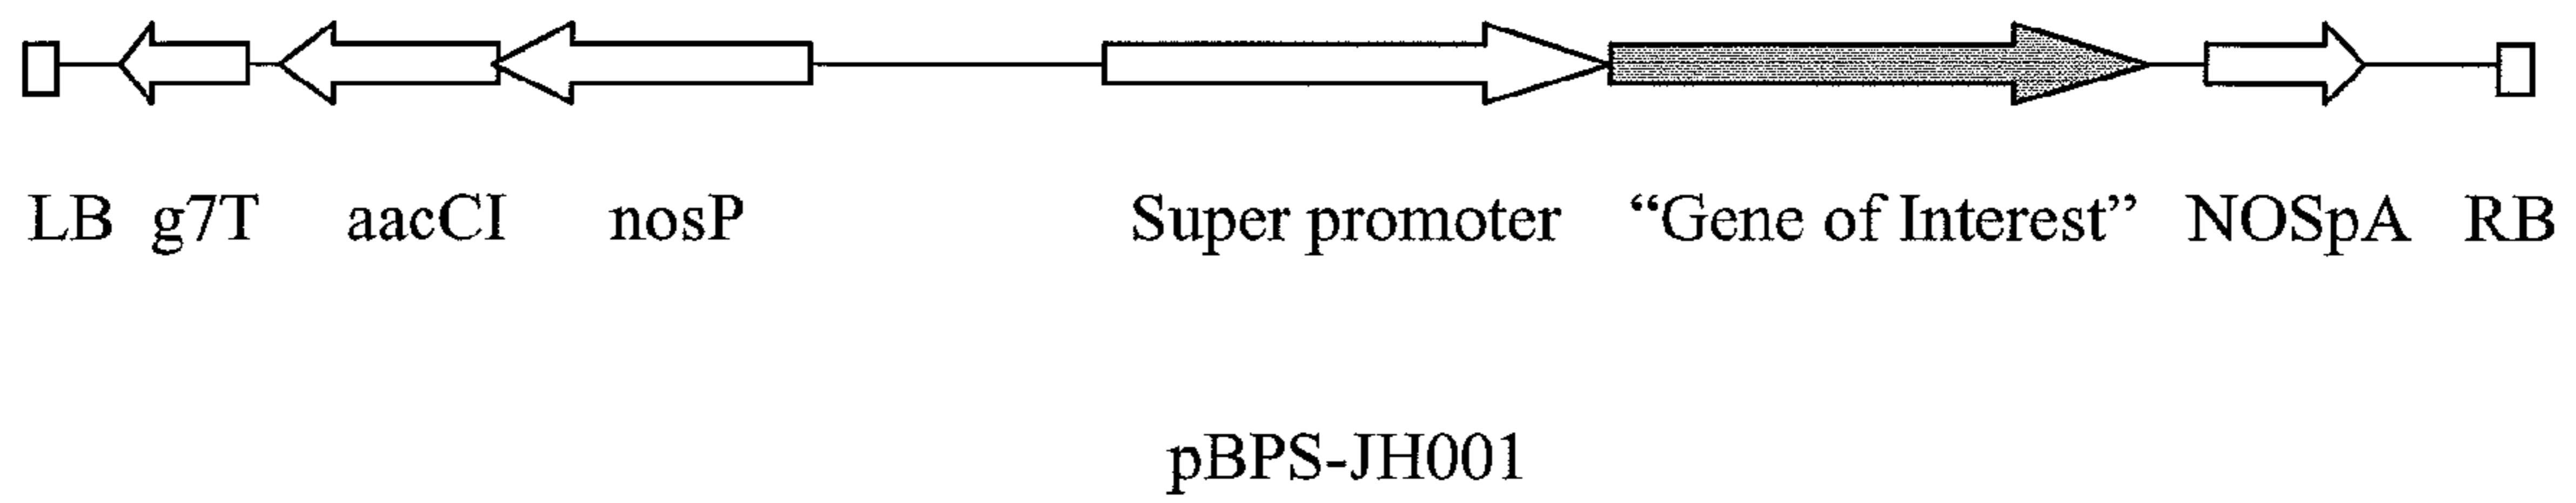 LB g7T aacCI nosP Super promoter “Gene of Interest” NOSpA RB
pBPS-JH001